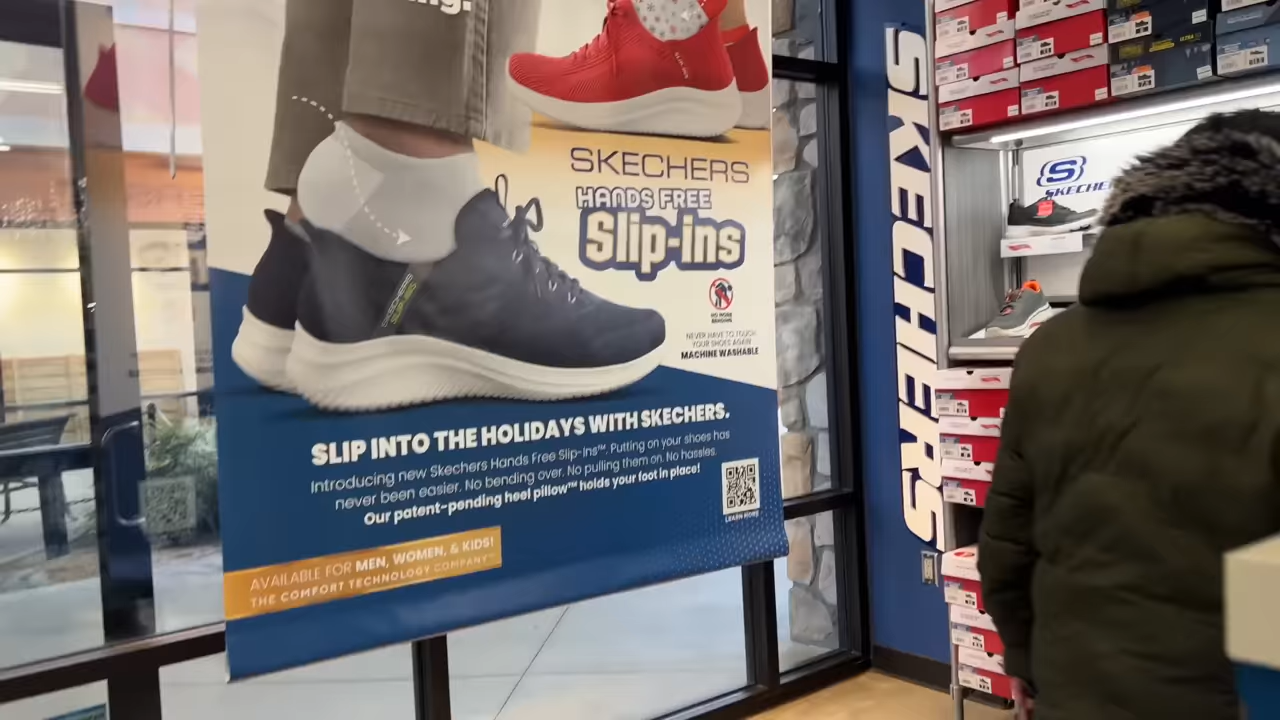 SKECHERS
HANDS FREE
Slip-ins
NO MORE
BENDING
NEVER HAVE TO TOUCH
YOUR SHOES AGAIN
MACHINE WASHABLE
SLIP INTO THE HOLIDAYS WITH SKECHERS.
Introducing new Skechers Hands Free Slip-Ins™. Putting on your shoes has
never been easier. No bending over. No pulling them on. No hassles.
Our patent-pending heel pillow™ holds your foot in place!
LEARN MORE
AVAILABLE FOR MEN, WOMEN, & KIDS!
THE COMFORT TECHNOLOGY COMPANY™
SKECHERS
SKECHE